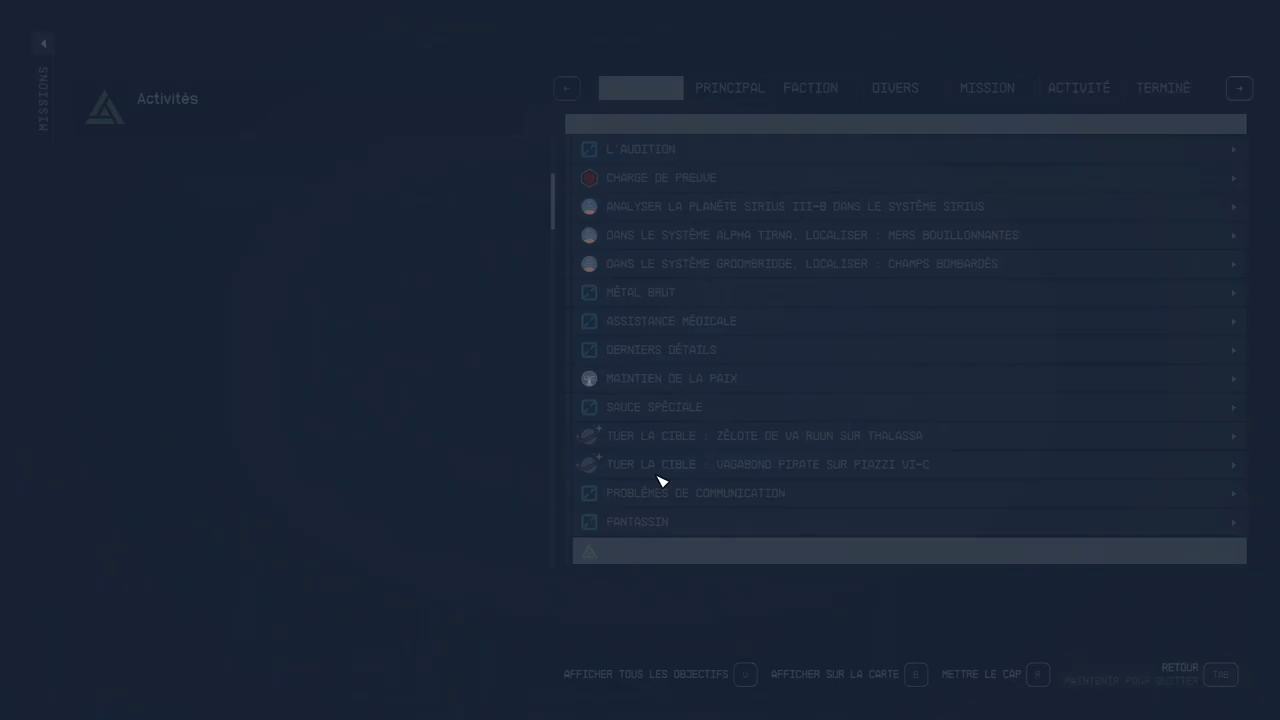 MISSIONS
Activités
PRINCIPAL FACTION DIVERS MISSION ACTIVITÉ TERMINÉ
L'AUDITION
CHARGE DE PREUVE
ANALYSER LA PLANÈTE SIRIUS III-B DANS LE SYSTÈME SIRIUS
DANS LE SYSTÈME ALPHA TIRNA, LOCALISER : MERS BOUILLONNANTES
DANS LE SYSTÈME GROOMBRIDGE, LOCALISER : CHAMPS BOMBARDÉS
MÉTAL BRUT
ASSISTANCE MÉDICALE
DERNIERS DÉTAILS
MAINTIEN DE LA PAIX
SAUCE SPÉCIALE
TUER LA CIBLE : ZÉLOTE DE VA'RUUN SUR THALASSA
TUER LA CIBLE : VAGABOND PIRATE SUR PIAZZI VI-C
PROBLÈMES DE COMMUNICATION
FANTASSIN
AFFICHER TOUS LES OBJECTIFS AFFICHER SUR LA CARTE METTRE LE CAP R RETOUR TAB
MAINTENIR POUR QUITTER